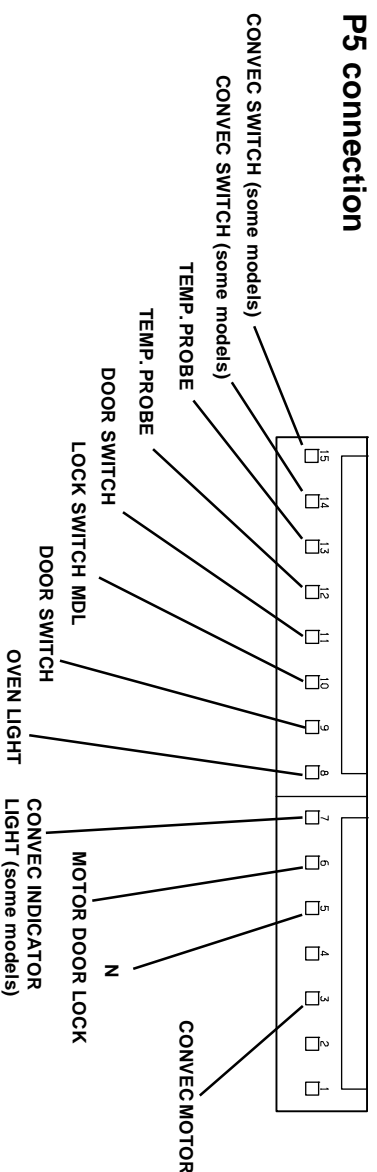 P5 connection
CONVEC SWITCH (some models)
CONVEC SWITCH (some models)
TEMP. PROBE
TEMP. PROBE
DOOR SWITCH
LOCK SWITCH MDL
DOOR SWITCH
OVEN LIGHT
CONVEC INDICATOR
LIGHT (some models)
MOTOR DOOR LOCK
N
CONVEC MOTOR
15
14
13
12
11
10
9
8
7
6
5
4
3
2
1